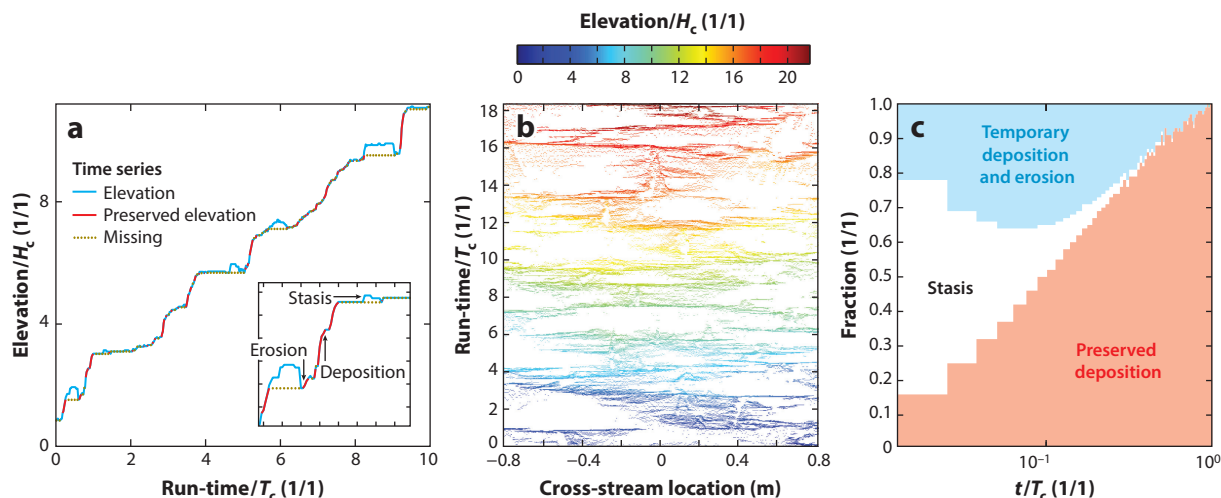 Elevation/Hc (1/1)
0 4 8 12 16 20
a
Time series
Elevation
Preserved elevation
Missing
Stasis
Erosion
Deposition
Elevation/Hc (1/1)
8
4
0
0 2 4 6 8 10
Run-time/Tc (1/1)
b
Run-time/Tc (1/1)
18
16
14
12
10
8
6
4
2
0
−0.8 −0.4 0 0.4 0.8
Cross-stream location (m)
c
Temporary
deposition
and erosion
Stasis
Preserved
deposition
Fraction (1/1)
1.0
0.9
0.8
0.7
0.6
0.5
0.4
0.3
0.2
0.1
0
10⁻¹ 10⁰
t/Tc (1/1)